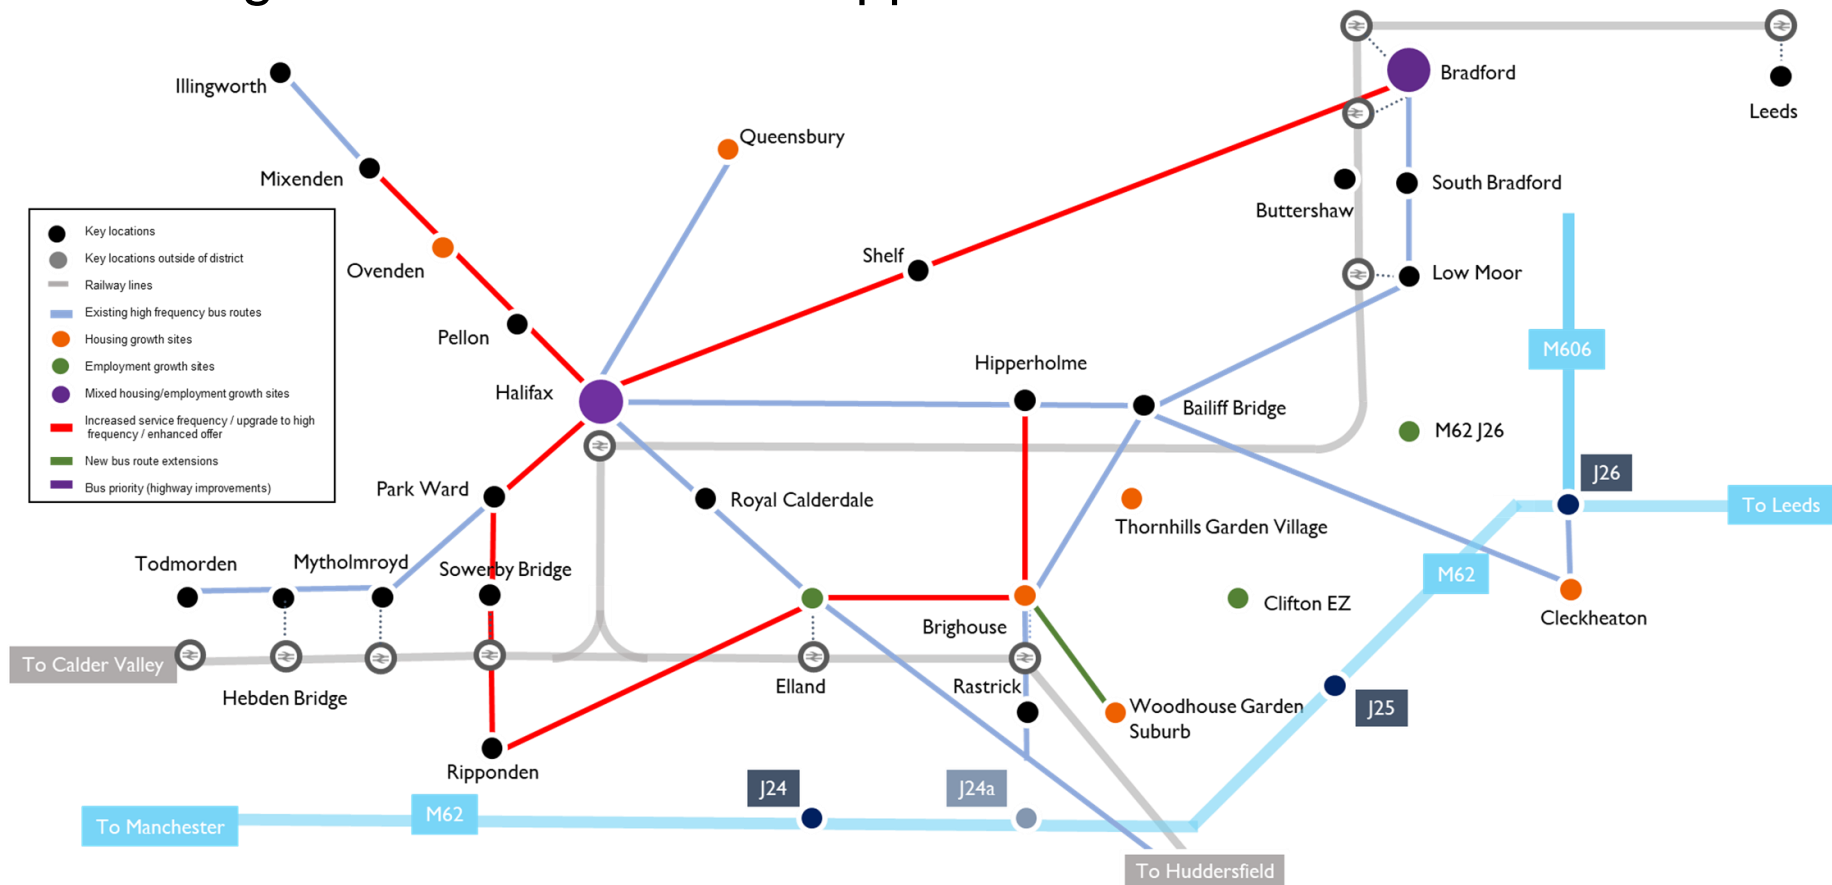 Illingworth
Mixenden
Ovenden
Pellon
Halifax
Queensbury
Shelf
Bradford
Leeds
Buttershaw
South Bradford
Low Moor
Key locations
Key locations outside of district
Railway lines
Existing high frequency bus routes
Housing growth sites
Employment growth sites
Mixed housing/employment growth sites
Increased service frequency / upgrade to high
frequency / enhanced offer
New bus route extensions
Bus priority (highway improvements)
Hipperholme
Bailiff Bridge
M606
M62 J26
J26
To Leeds
Park Ward
Royal Calderdale
Thornhills Garden Village
Todmorden
Mytholmroyd
Sowerby Bridge
M62
Clifton EZ
Cleckheaton
Brighouse
To Calder Valley
Hebden Bridge
Elland
Rastrick
Woodhouse Garden
Suburb
J25
Ripponden
J24
J24a
M62
To Manchester
To Huddersfield